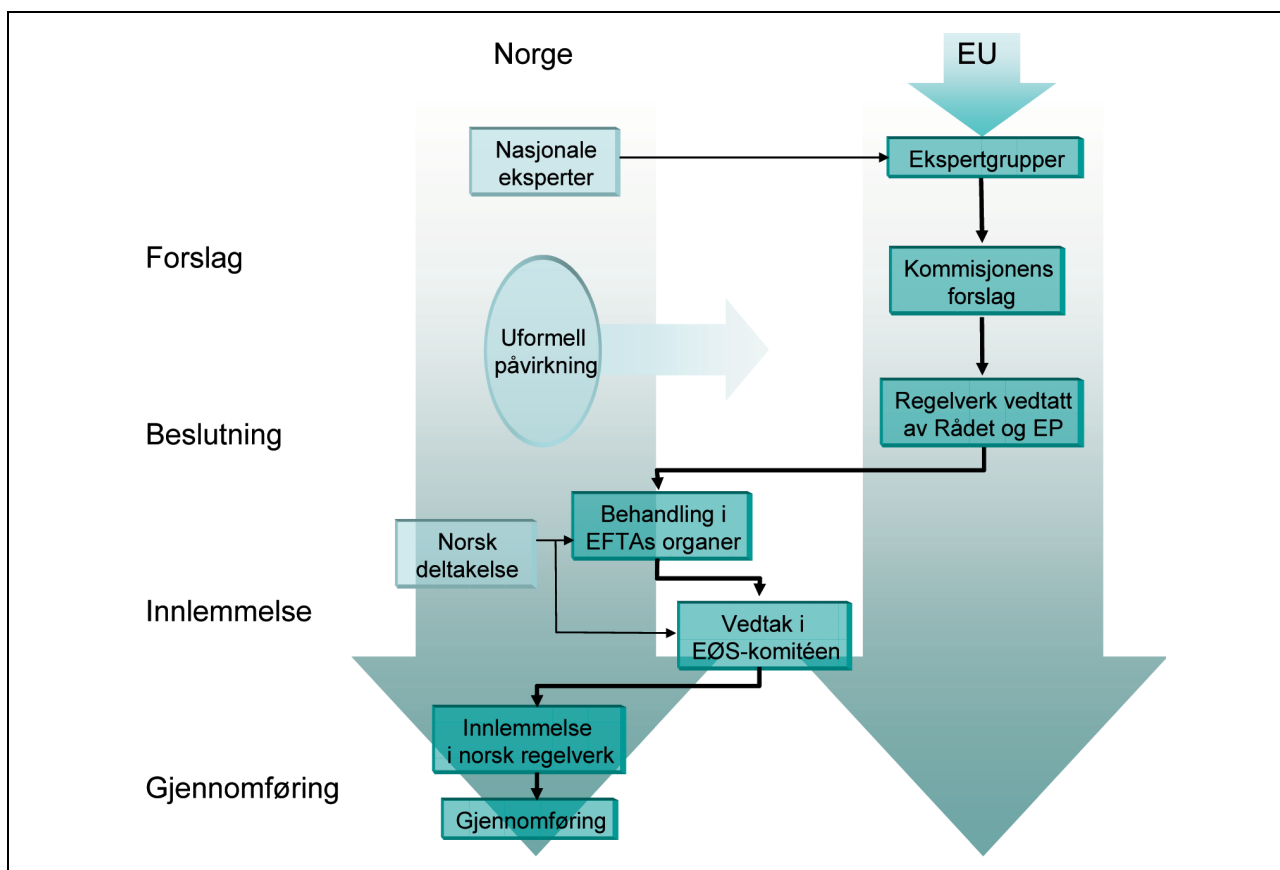 Norge
EU
Nasjonale
eksperter
Ekspertgrupper
Forslag
Kommisjonens
forslag
Uformell
påvirkning
Regelverk vedtatt
av Rådet og EP
Beslutning
Behandling i
EFTAs organer
Norsk
deltakelse
Innlemmelse
Vedtak i
EØS-komitéen
Innlemmelse
i norsk regelverk
Gjennomføring
Gjennomføring